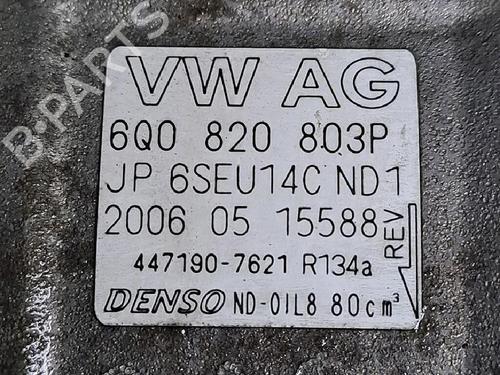 B-PARTS
VW AG
6Q0 820 803P
JP 6SEU14C ND1
2006 05 15588
REV
447190-7621 R134a
DENSO ND-OIL8 80cm³